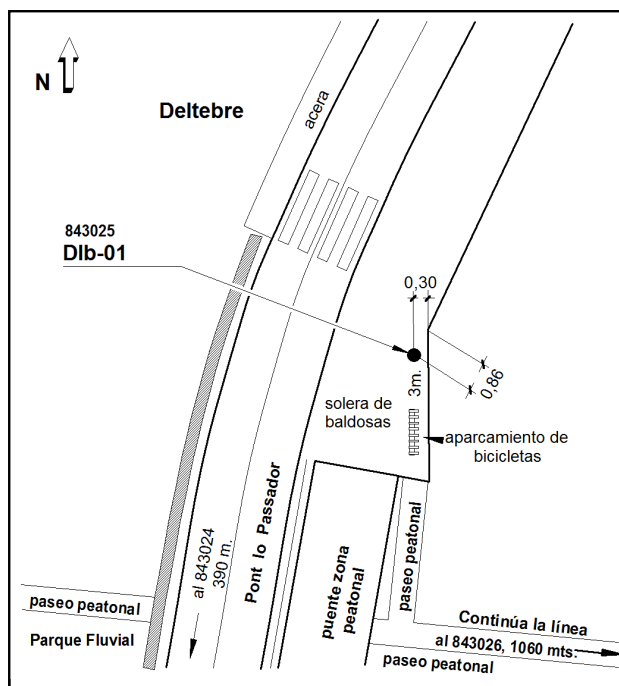 N
Deltebre
acera
843025
Dlb-01
0,30
0,86
3m.
solera de
baldosas
aparcamiento de
bicicletas
al 843024
390 m.
Pont lo Passador
puente zona
peatonal
paseo peatonal
paseo peatonal
Parque Fluvial
Continúa la línea
al 843026, 1060 mts.
paseo peatonal